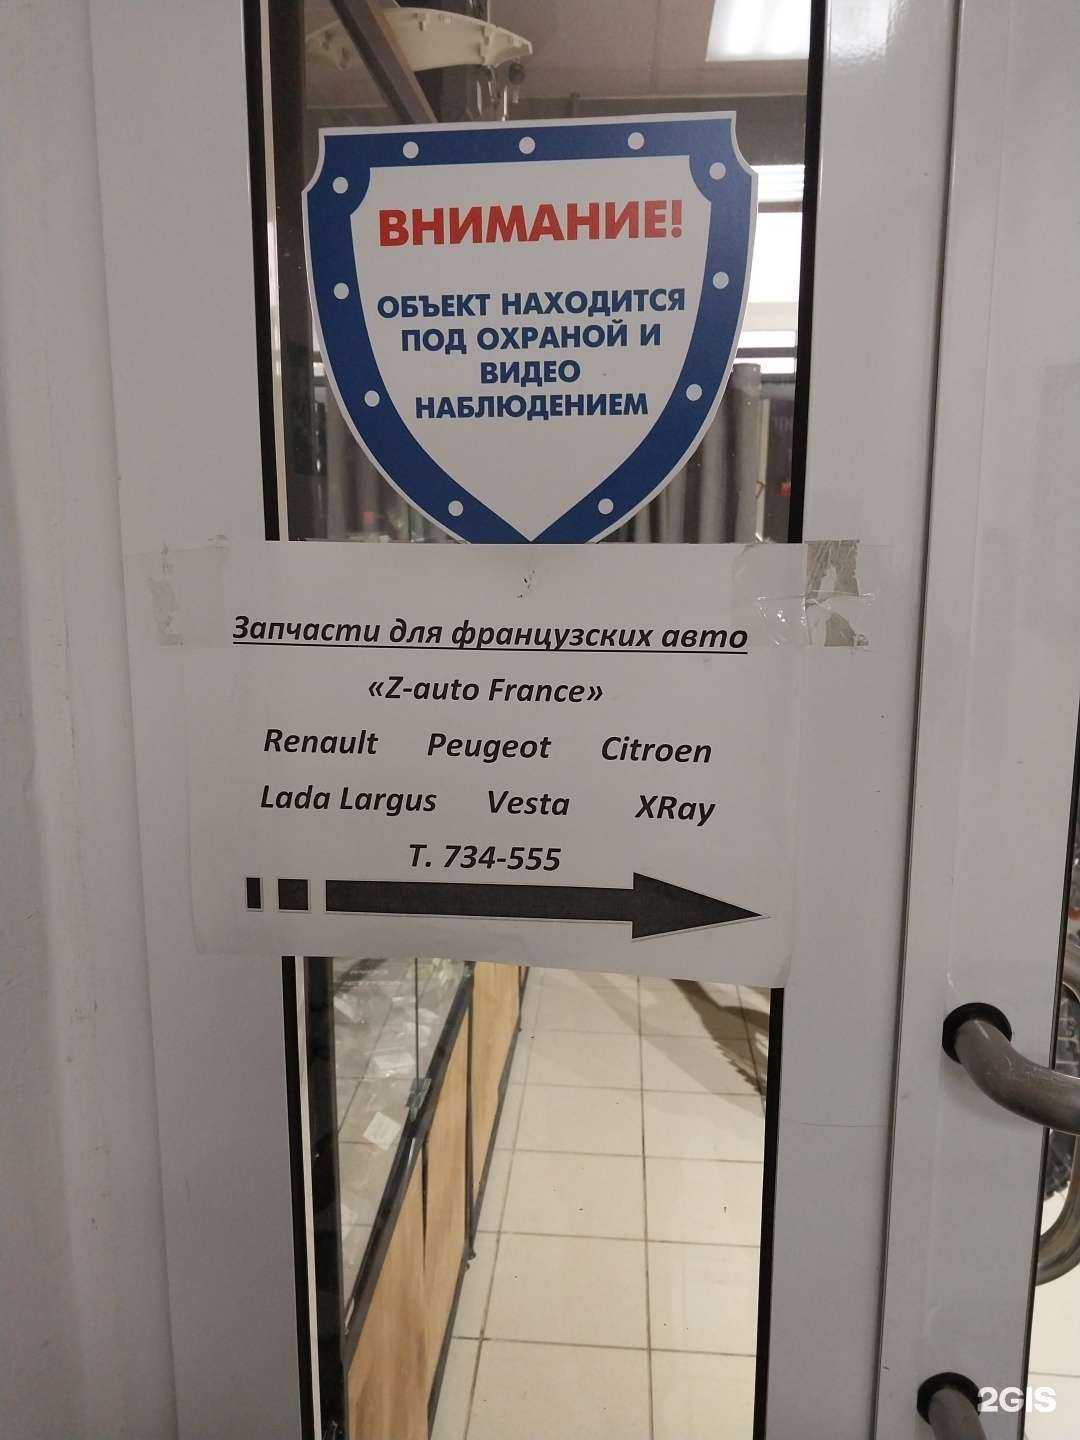 ВНИМАНИЕ!
ОБЪЕКТ НАХОДИТСЯ
ПОД ОХРАНОЙ И
ВИДЕО
НАБЛЮДЕНИЕМ
Запчасти для французских авто
«Z-auto France»
Renault Peugeot Citroen
Lada Largus Vesta XRay
Т. 734-555
2GIS